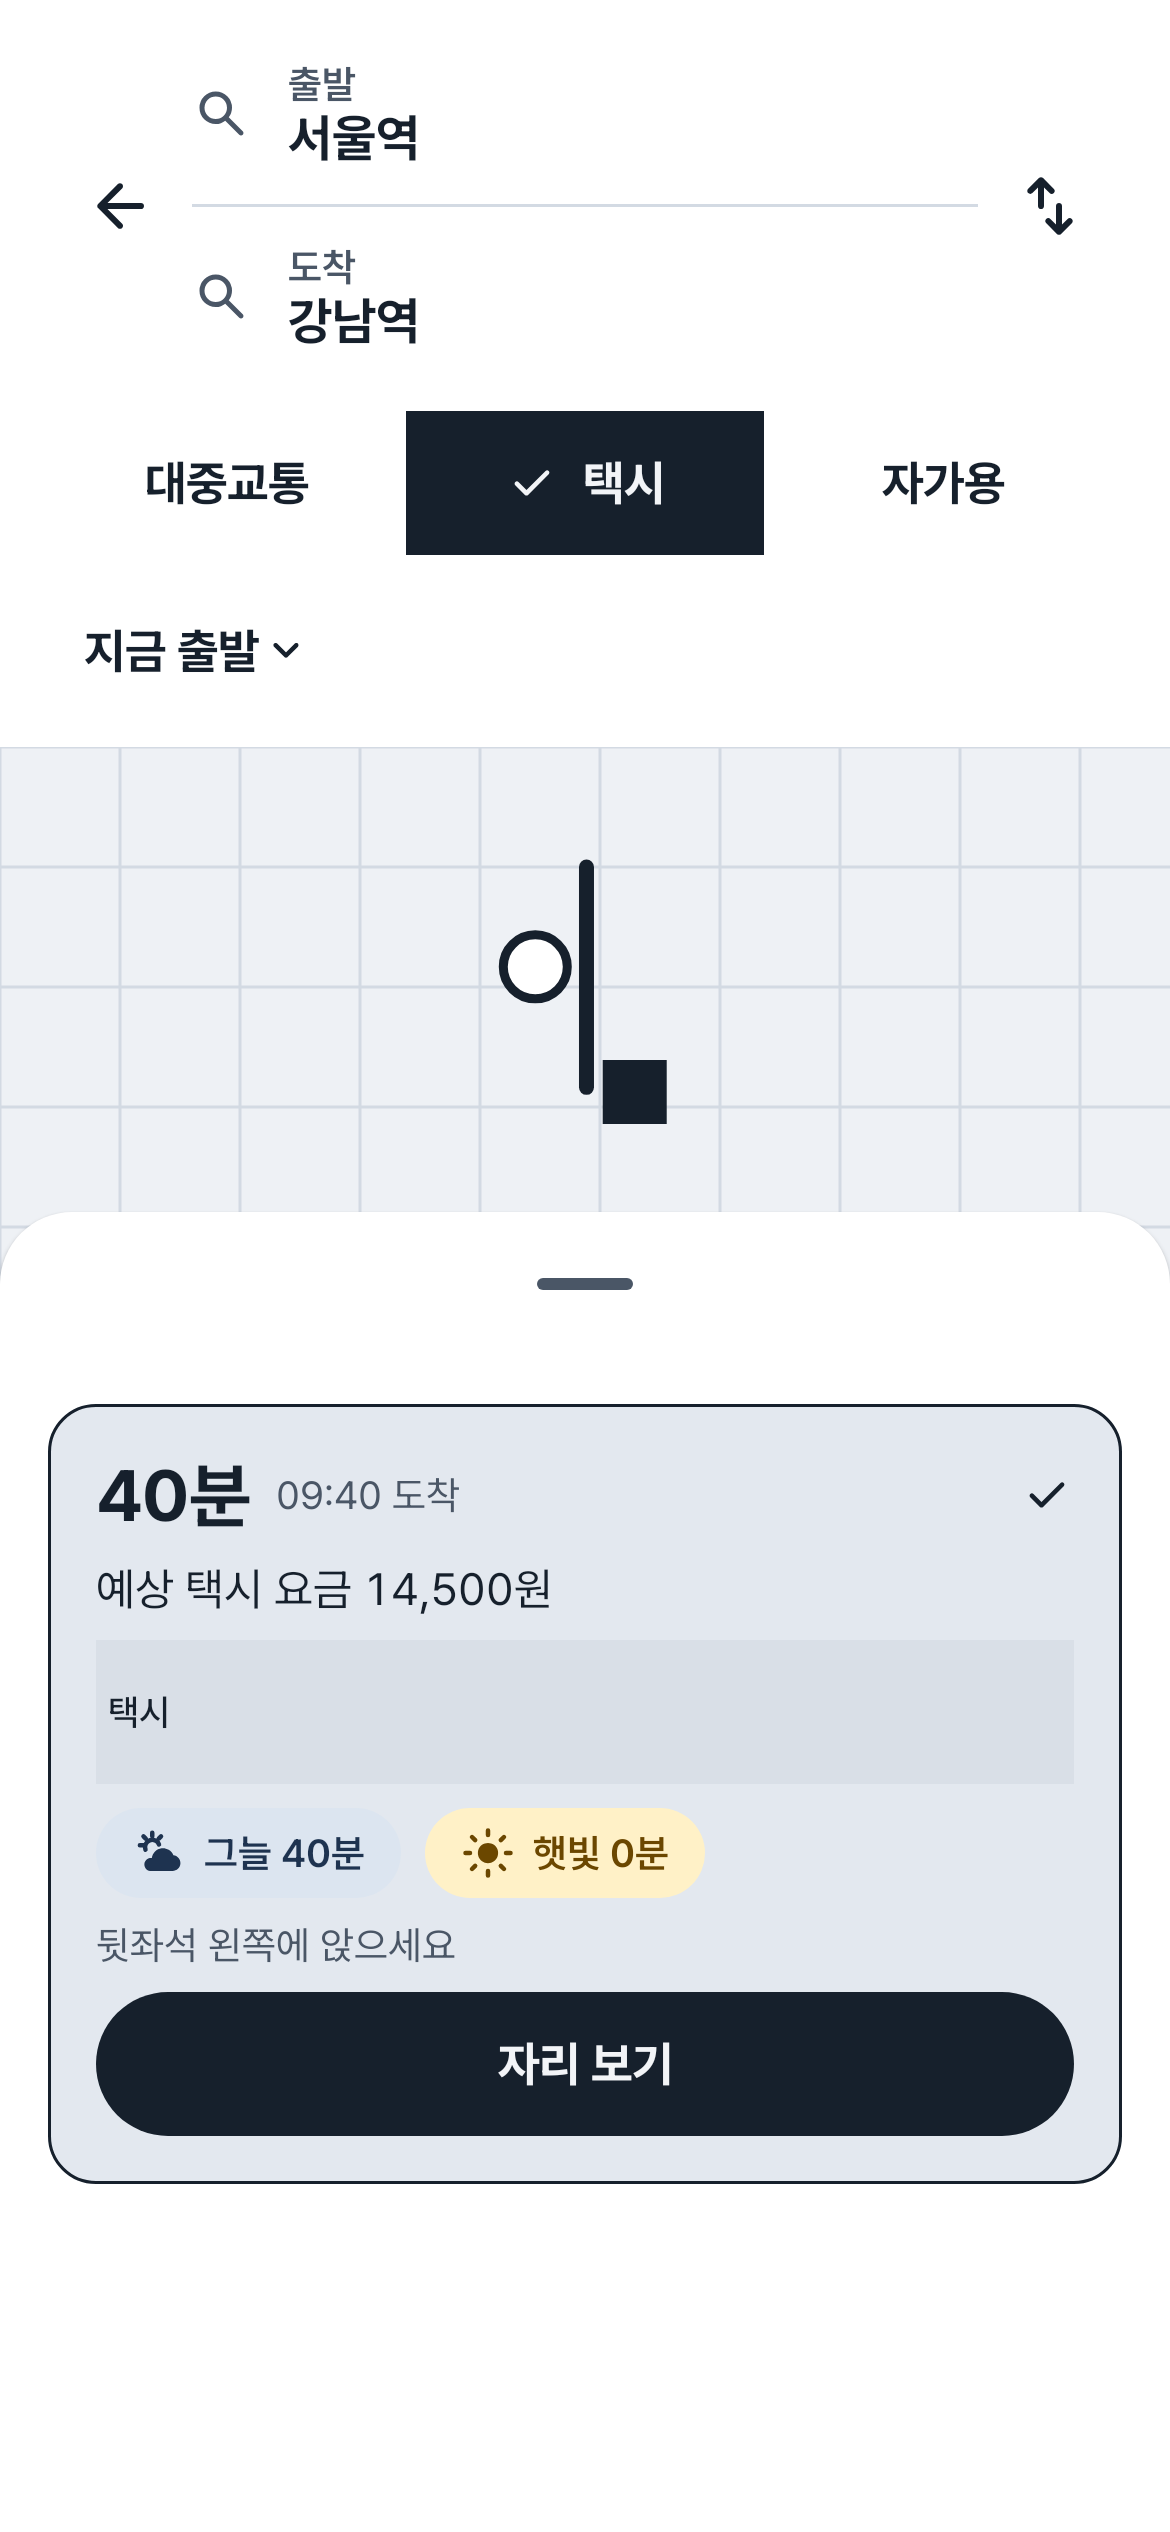 출발
서울역
도착
강남역
대중교통 택시 자가용
지금 출발
40분 09:40 도착
예상 택시 요금 14,500원
택시
그늘 40분 햇빛 0분
뒷좌석 왼쪽에 앉으세요
자리 보기